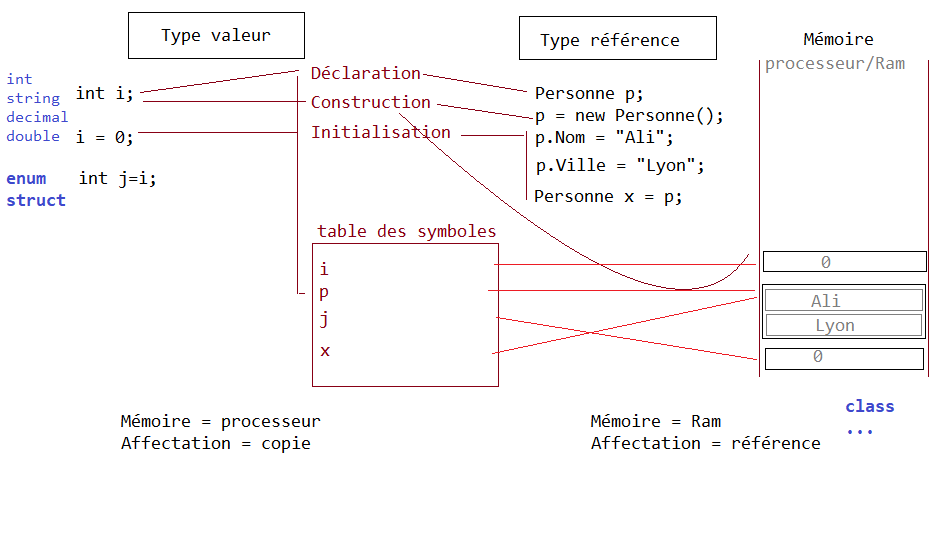 Type valeur
Type référence
Mémoire
processeur/Ram
int
string
decimal
double
enum
struct
int i;
i = 0;
int j=i;
Déclaration
Construction
Initialisation
Personne p;
p = new Personne();
p.Nom = "Ali";
p.Ville = "Lyon";
Personne x = p;
table des symboles
i
p
j
x
0
Ali
Lyon
0
Mémoire = processeur
Affectation = copie
Mémoire = Ram
Affectation = référence
class
...